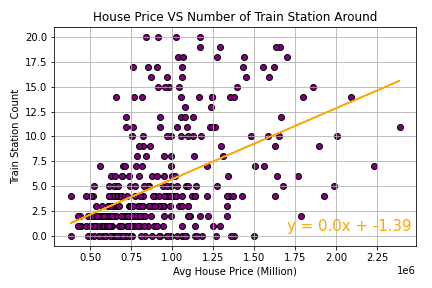 House Price VS Number of Train Station Around
20.0
17.5
15.0
12.5
10.0
7.5
5.0
2.5
0.0
Train Station Count
y = 0.0x + -1.39
0.50 0.75 1.00 1.25 1.50 1.75 2.00 2.25
1e6
Avg House Price (Million)